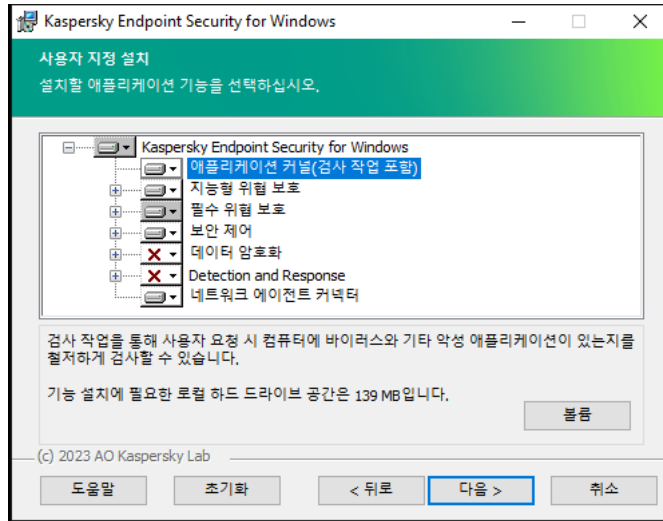 Kaspersky Endpoint Security for Windows
사용자 지정 설치
설치할 애플리케이션 기능을 선택하십시오.
Kaspersky Endpoint Security for Windows
애플리케이션 커널(검사 작업 포함)
지능형 위협 보호
필수 위협 보호
보안 제어
데이터 암호화
Detection and Response
네트워크 에이전트 커넥터
검사 작업을 통해 사용자 요청 시 컴퓨터에 바이러스와 기타 악성 애플리케이션이 있는지를
철저하게 검사할 수 있습니다.
기능 설치에 필요한 로컬 하드 드라이브 공간은 139 MB입니다.
볼륨
(c) 2023 AO Kaspersky Lab
도움말 초기화 < 뒤로 다음 > 취소